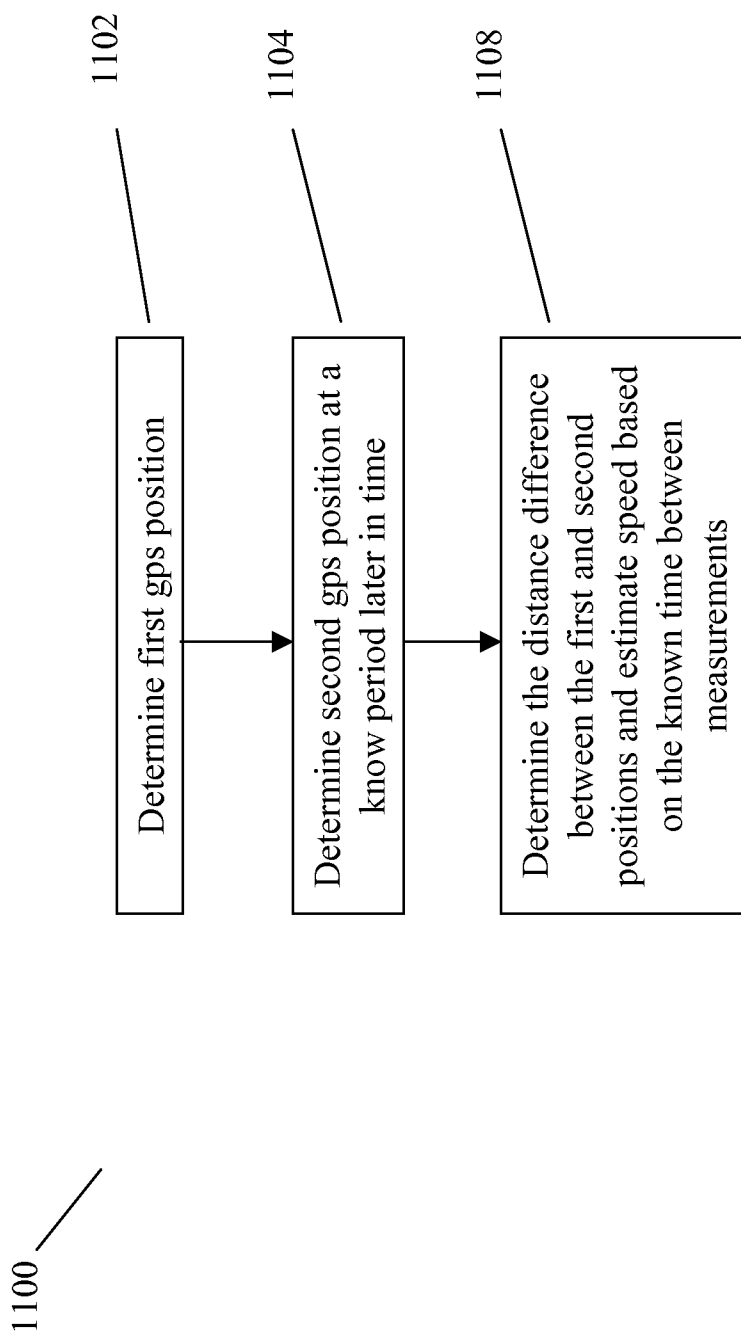 1100
1102
Determine first gps position
1104
Determine second gps position at a
know period later in time
1108
Determine the distance difference
between the first and second
positions and estimate speed based
on the known time between
measurements